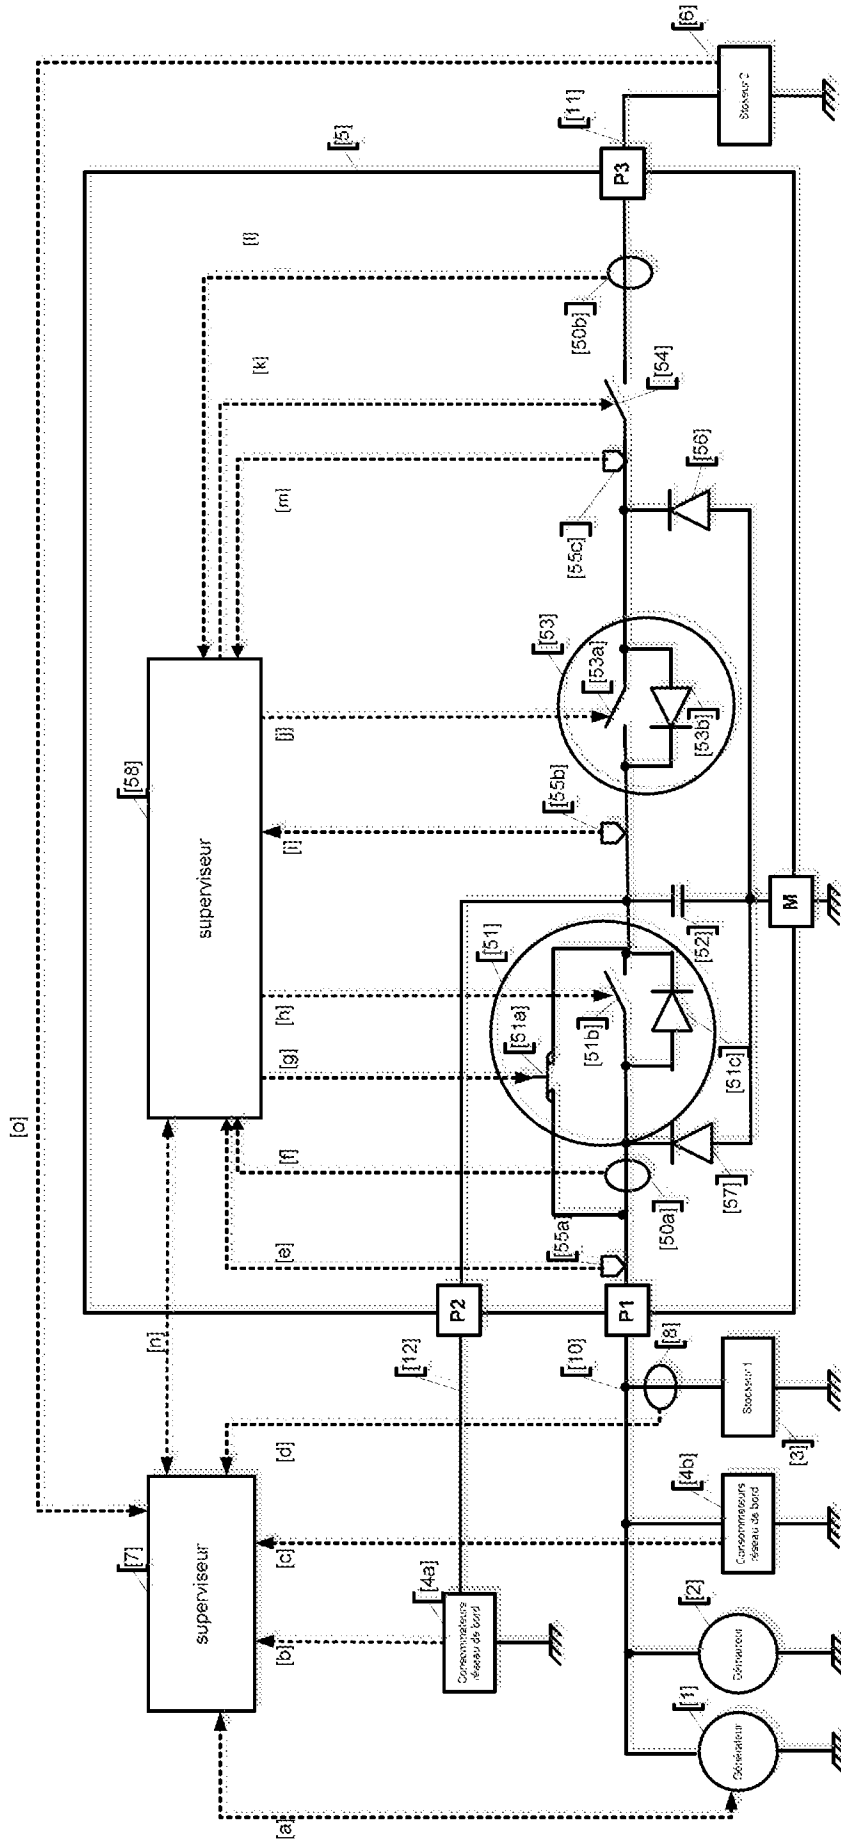 [o]
[7]
superviseur
[a]
[b]
[c]
[d]
[n]
[58]
superviseur
[e]
[f]
[g]
[h]
[i]
[j]
[m]
[k]
[l]
[5]
[6]
Stockeur 2
[11]
P3
[50b]
[54]
[55c]
[56]
[53]
[53a]
[53b]
[55b]
[52]
M
[51]
[51a]
[51b]
[51c]
[57]
[50a]
[55a]
P2
P1
[12]
[10]
[8]
Stockeur 1
[3]
[4a]
Consommateurs
réseau de bord
[4b]
Consommateurs
réseau de bord
[2]
Démarreur
[1]
Générateur